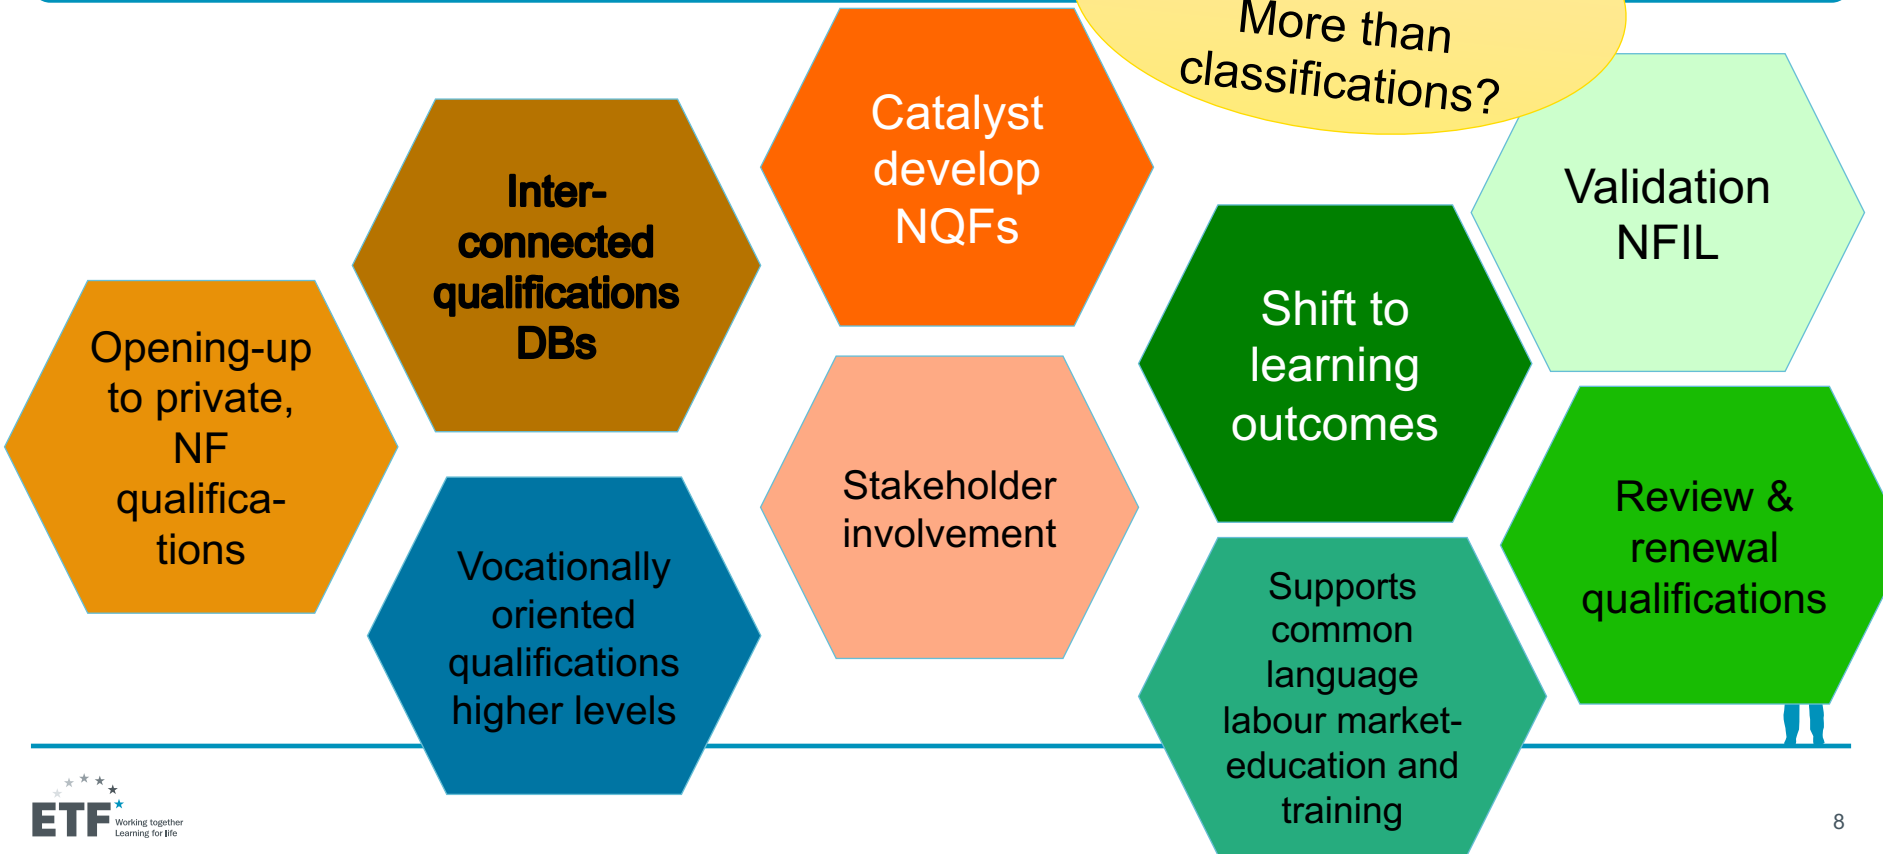 More than
classifications?
Catalyst
develop
NQFs
Validation
NFIL
Inter-
connected
qualifications
DBs
Shift to
learning
outcomes
Opening-up
to private,
NF
qualifica-
tions
Stakeholder
involvement
Review &
renewal
qualifications
Vocationally
oriented
qualifications
higher levels
Supports
common
language
labour market-
education and
training
ETF
Working together
Learning for life
8